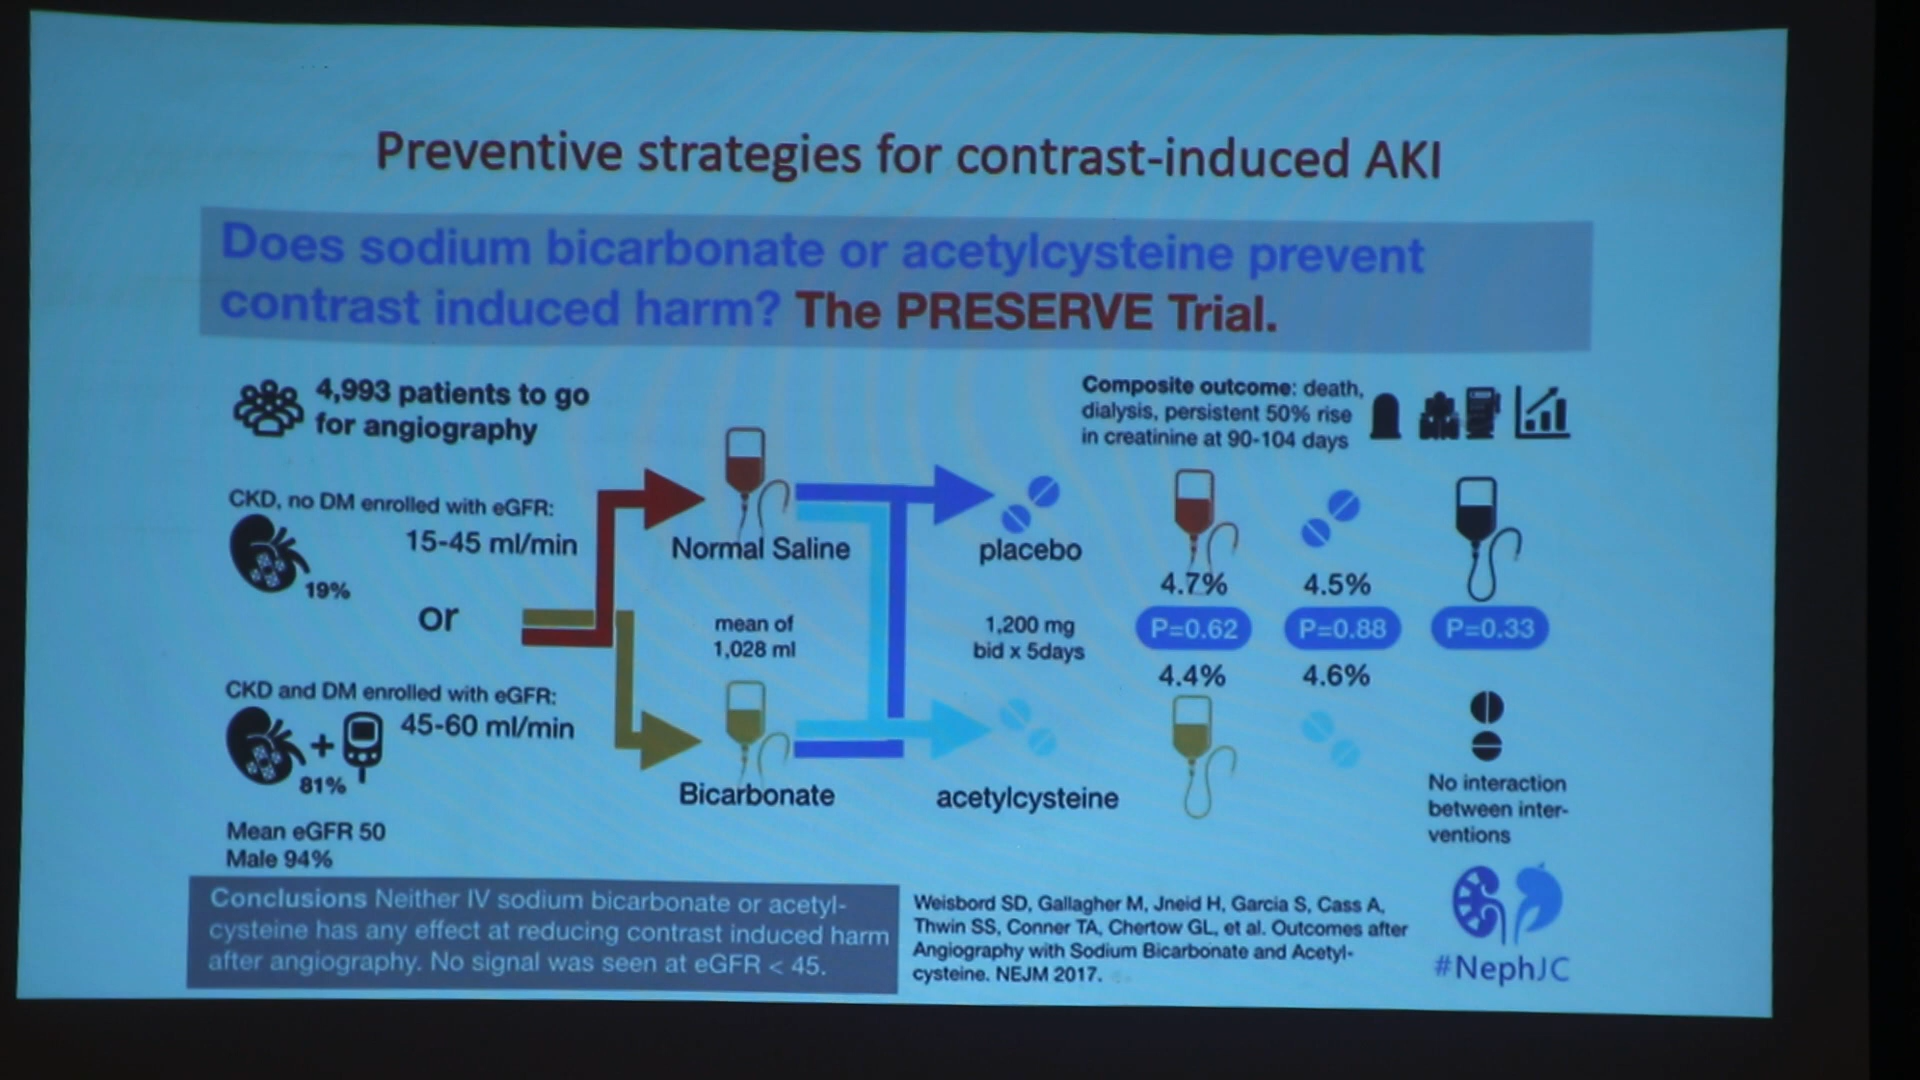 Preventive strategies for contrast-induced AKI
Does sodium bicarbonate or acetylcysteine prevent
contrast induced harm? The PRESERVE Trial.
4,993 patients to go
for angiography
CKD, no DM enrolled with eGFR:
15-45 ml/min
19%
or
CKD and DM enrolled with eGFR:
45-60 ml/min
+
81%
Mean eGFR 50
Male 94%
Normal Saline
mean of
1,028 ml
Bicarbonate
placebo
1,200 mg
bid x 5days
acetylcysteine
Composite outcome: death,
dialysis, persistent 50% rise
in creatinine at 90-104 days
4.7%
P=0.62
4.4%
4.5%
P=0.88
4.6%
P=0.33
No interaction
between inter-
ventions
Conclusions Neither IV sodium bicarbonate or acetyl-
cysteine has any effect at reducing contrast induced harm
after angiography. No signal was seen at eGFR < 45.
Weisbord SD, Gallagher M, Jneid H, Garcia S, Cass A,
Thwin SS, Conner TA, Chertow GL, et al. Outcomes after
Angiography with Sodium Bicarbonate and Acetyl-
cysteine. NEJM 2017.
#NephJC